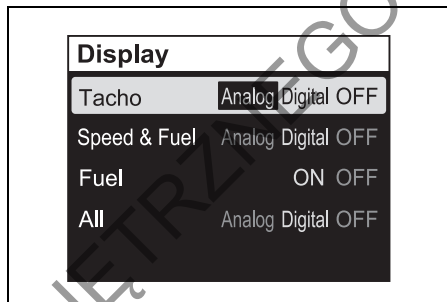 Display
Tacho Analog Digital OFF
Speed & Fuel Analog Digital OFF
Fuel ON OFF
All Analog Digital OFF